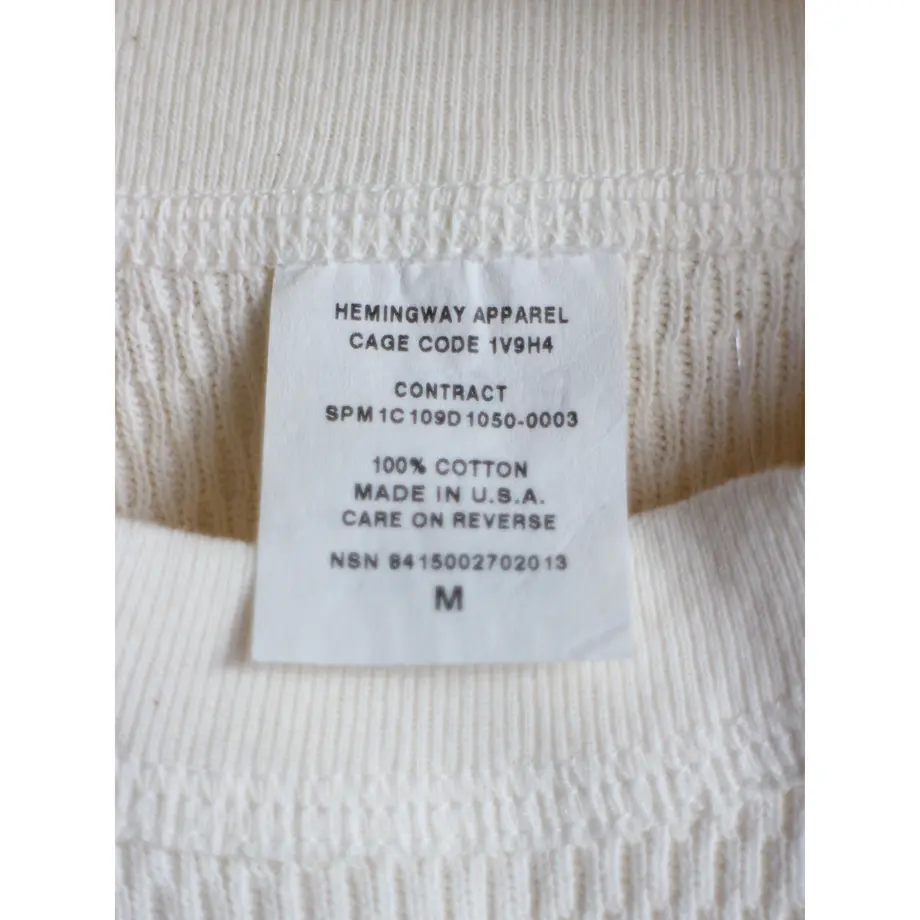 HEMINGWAY APPAREL
CAGE CODE 1V9H4
CONTRACT
SPM1C109D1050-0003
100% COTTON
MADE IN U.S.A.
CARE ON REVERSE
NSN 8415002702013
M